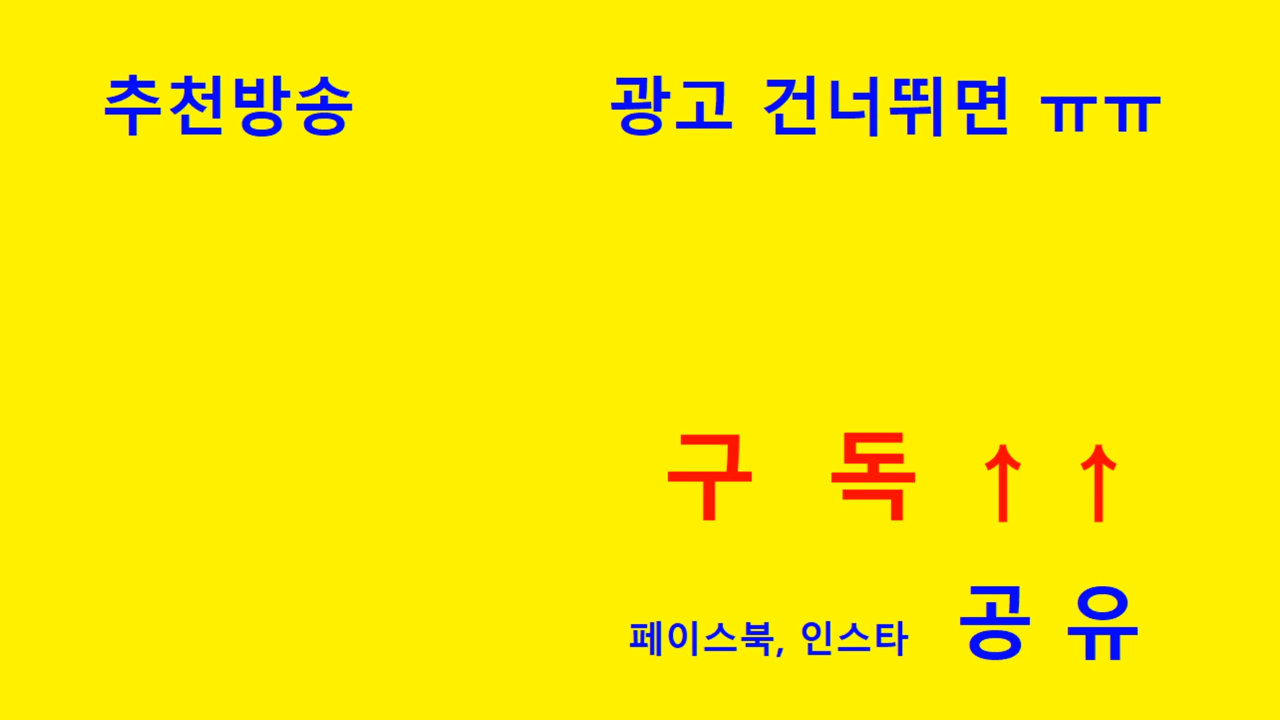 추천방송
광고 건너뛰면 ㅠㅠ
구 독 ↑ ↑
페이스북, 인스타 공 유